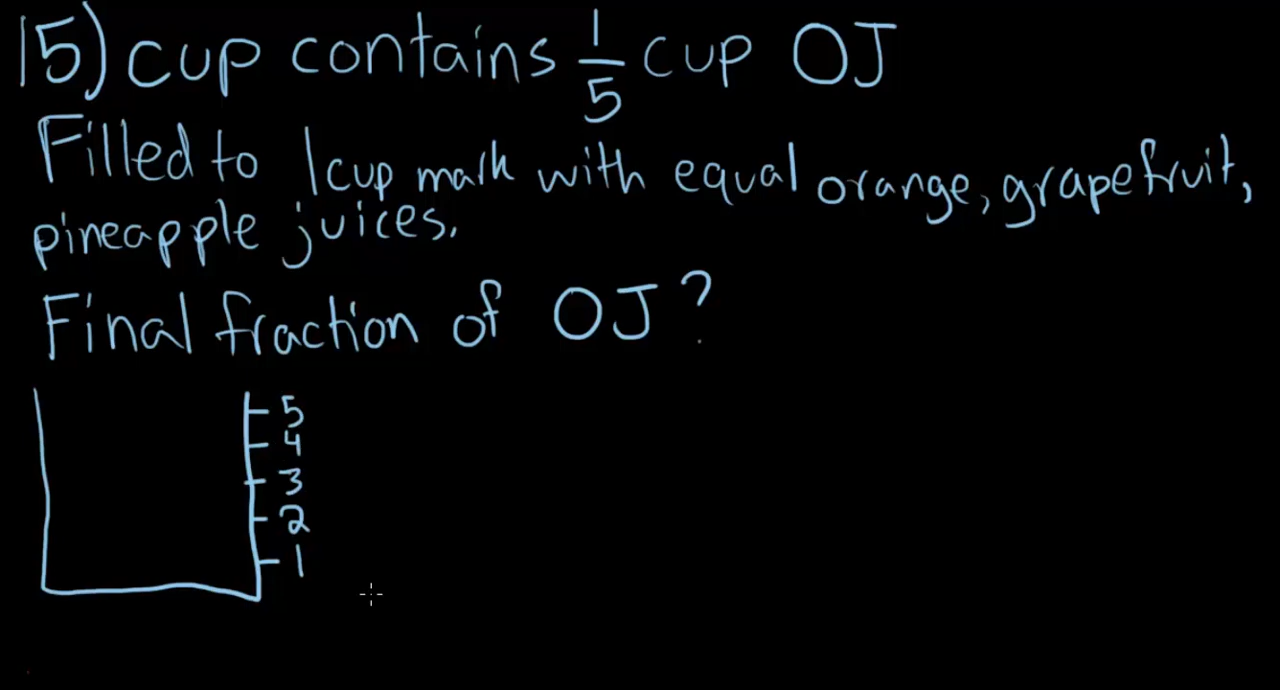 15) cup contains 1/5 cup OJ
Filled to 1 cup mark with equal orange, grapefruit,
pineapple juices.
Final fraction of OJ?
5
4
3
2
1